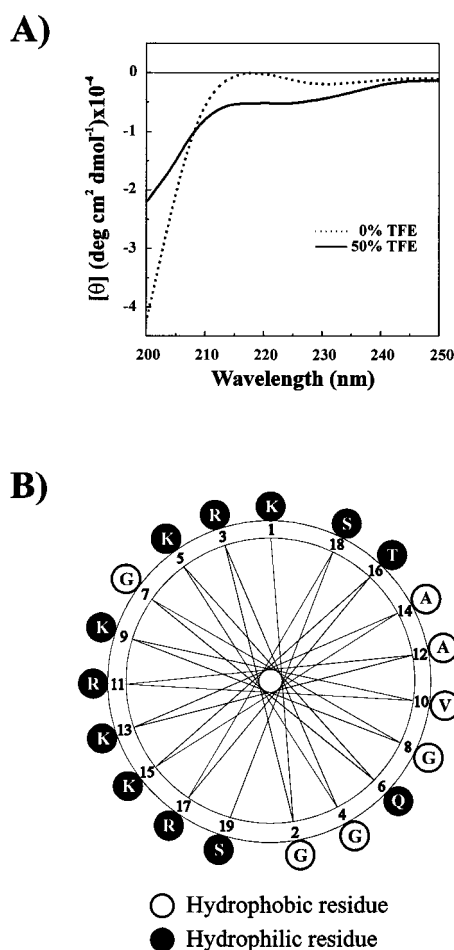 A)
[θ] (deg cm² dmol⁻¹)x10⁻⁴
0
-1
-2
-3
-4
0% TFE
50% TFE
200 210 220 230 240 250
Wavelength (nm)
B)
K
R S
K T
G A
K A
R V
K G
K Q
R G
S G
1
3 18
5 16
7 14
9 12
11 10
13 8
15 6
17 4
19 2
Hydrophobic residue
Hydrophilic residue